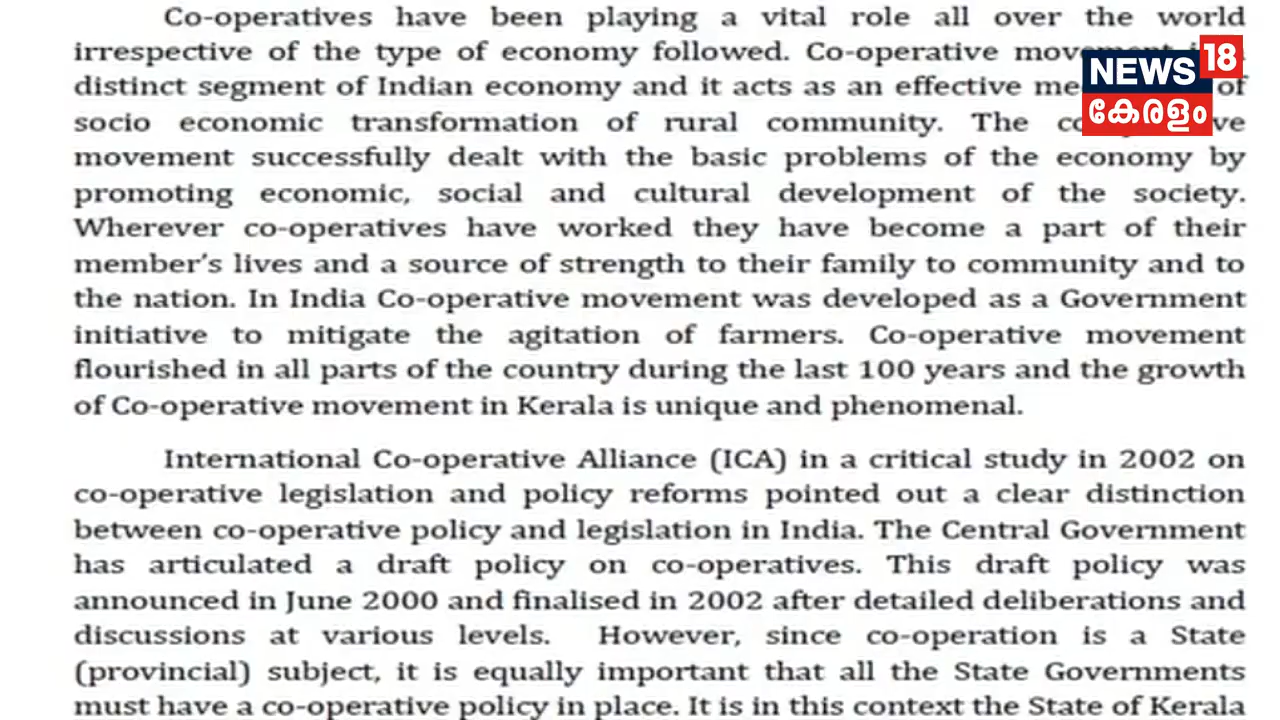 Co-operatives have been playing a vital role all over the world
irrespective of the type of economy followed. Co-operative
distinct segment of Indian economy and it acts as an effective of
socio economic transformation of rural community. The
movement successfully dealt with the basic problems of the economy by
promoting economic, social and cultural development of the society.
Wherever co-operatives have worked they have become a part of their
member's lives and a source of strength to their family to community and to
the nation. In India Co-operative movement was developed as a Government
initiative to mitigate the agitation of farmers. Co-operative movement
flourished in all parts of the country during the last 100 years and the growth
of Co-operative movement in Kerala is unique and phenomenal.
International Co-operative Alliance (ICA) in a critical study in 2002 on
co-operative legislation and policy reforms pointed out a clear distinction
between co-operative policy and legislation in India. The Central Government
has articulated a draft policy on co-operatives. This draft policy was
announced in June 2000 and finalised in 2002 after detailed deliberations and
discussions at various levels. However, since co-operation is a State
(provincial) subject, it is equally important that all the State Governments
must have a co-operative policy in place. It is in this context the State of Kerala
NEWS 18
കേരളം